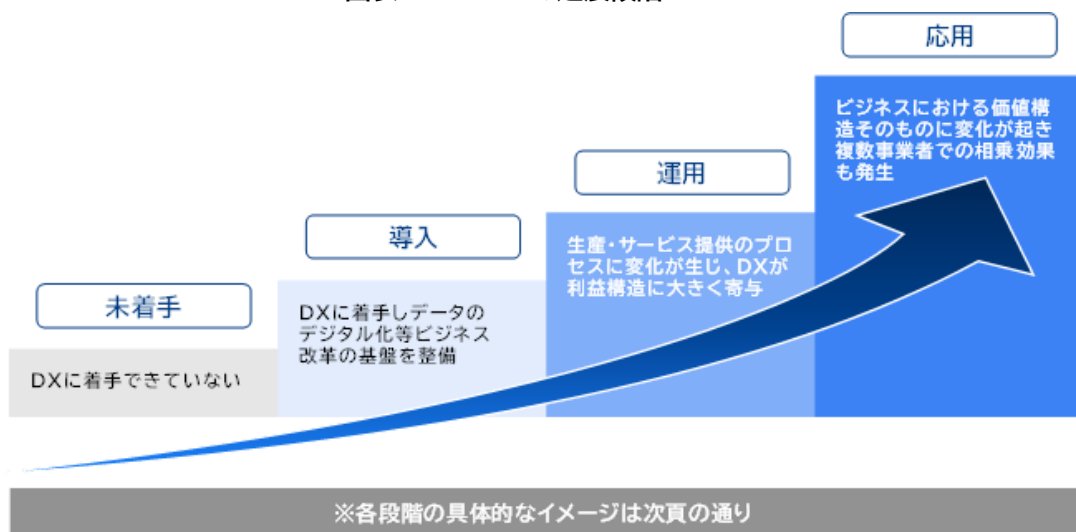 応用
ビジネスにおける価値構
造そのものに変化が起き
複数事業者での相乗効果
も発生
運用
生産・サービス提供のプロ
セスに変化が生じ、DXが
利益構造に大きく寄与
導入
DXに着手しデータの
デジタル化等ビジネス
改革の基盤を整備
未着手
DXに着手できていない
※各段階の具体的なイメージは次頁の通り